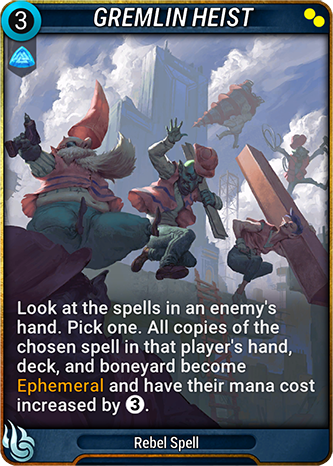 3
GREMLIN HEIST
Look at the spells in an enemy's
hand. Pick one. All copies of the
chosen spell in that player's hand,
deck, and boneyard become
Ephemeral and have their mana cost
increased by 3.
Rebel Spell